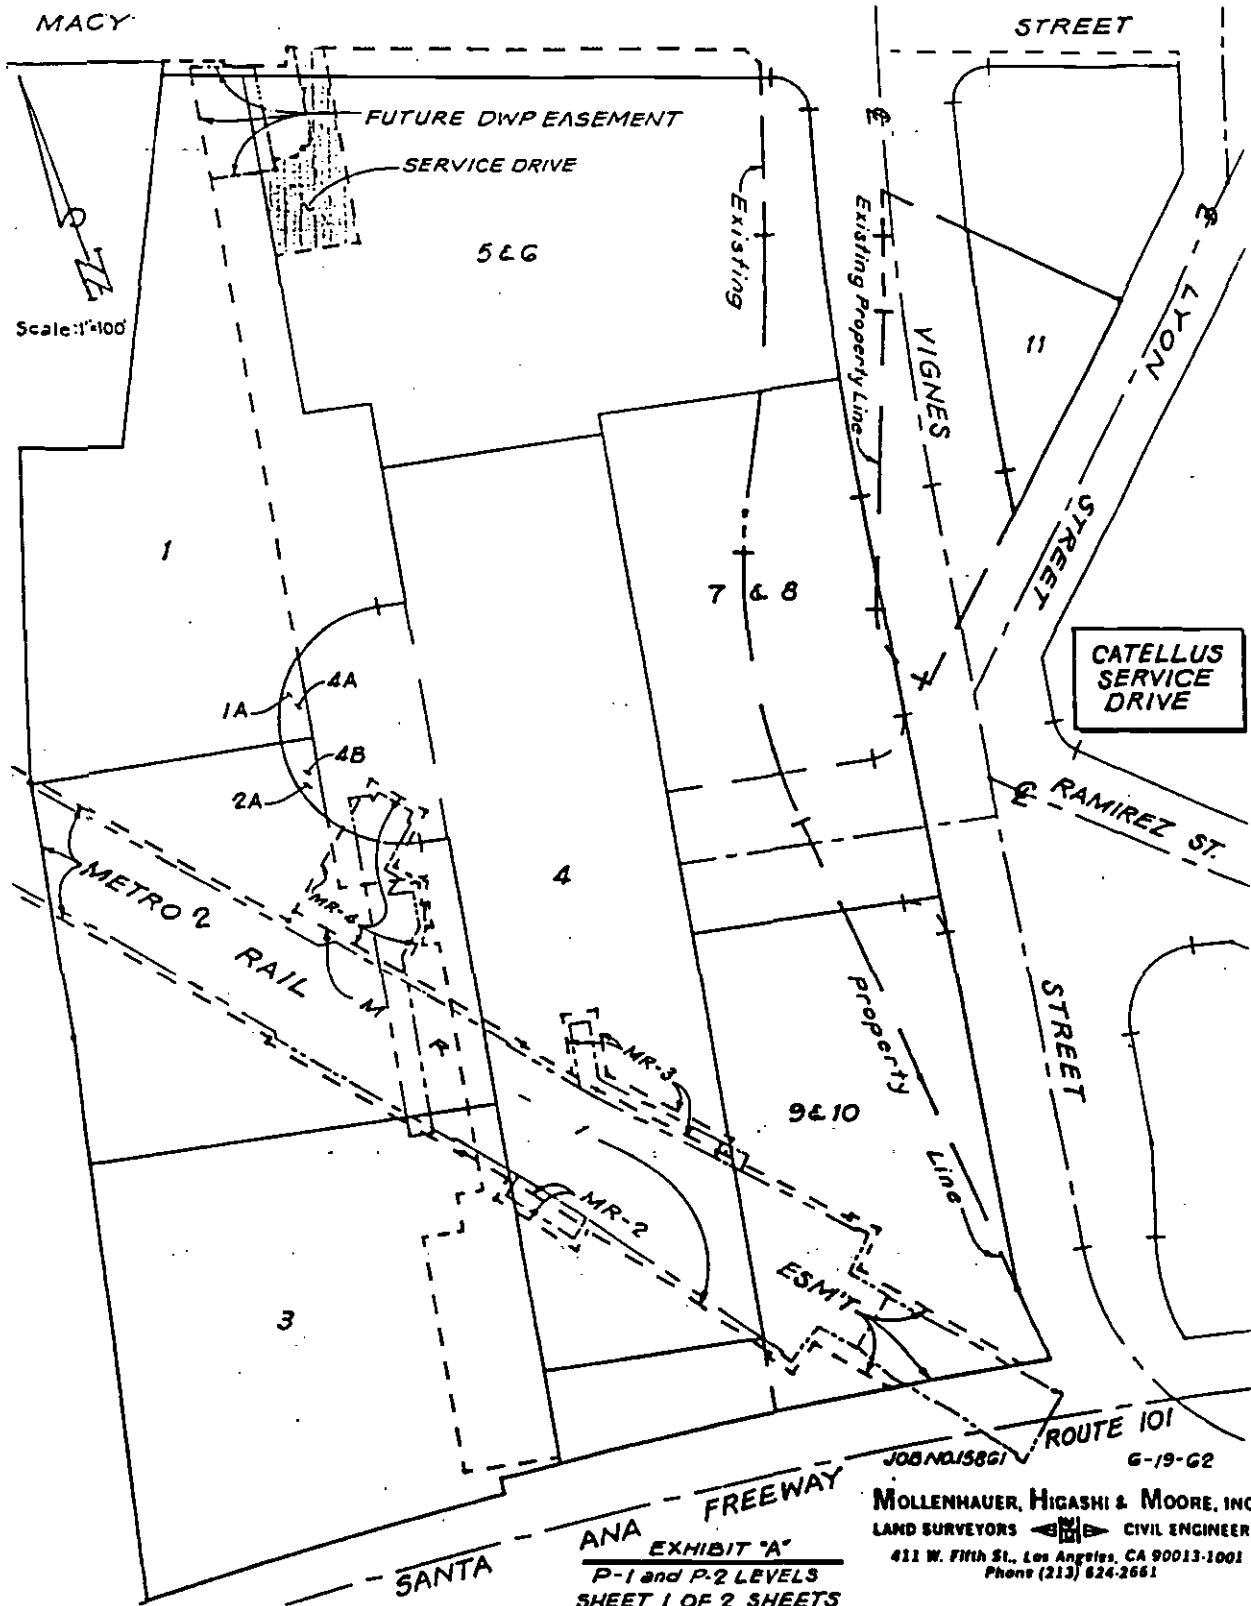 MACY
STREET
FUTURE DWP EASEMENT
SERVICE DRIVE
Scale: 1"=100'
5 & 6
Existing
Existing Property Line
VIGNES
11
LYON
STREET
1
7 & 8
CATELLUS
SERVICE
DRIVE
4A
1A
4B
2A
RAMIREZ ST.
METRO
2
RAIL
MR-4
4
M
A
MR-3
Property
STREET
9 & 10
Line
MR-2
ESM'T
3
ROUTE 101
JOB NO.15861
6-19-62
FREEWAY
ANA
SANTA
MOLLENHAUER, HIGASHI & MOORE, INC
LAND SURVEYORS
CIVIL ENGINEER
411 W. Fifth St., Los Angeles, CA 90013-1001
Phone (213) 624-2661
EXHIBIT "A"
P-1 and P-2 LEVELS
SHEET 1 OF 2 SHEETS